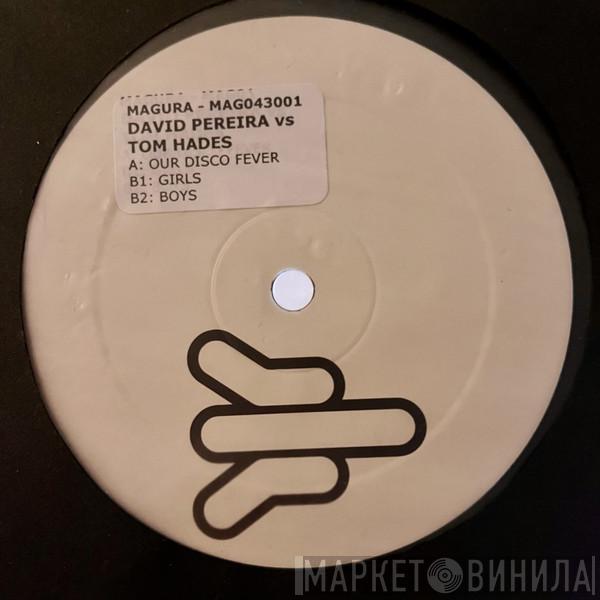 MAGURA - MAG043001
DAVID PEREIRA vs
TOM HADES
A: OUR DISCO FEVER
B1: GIRLS
B2: BOYS
МАРКЕТ ВИНИЛА